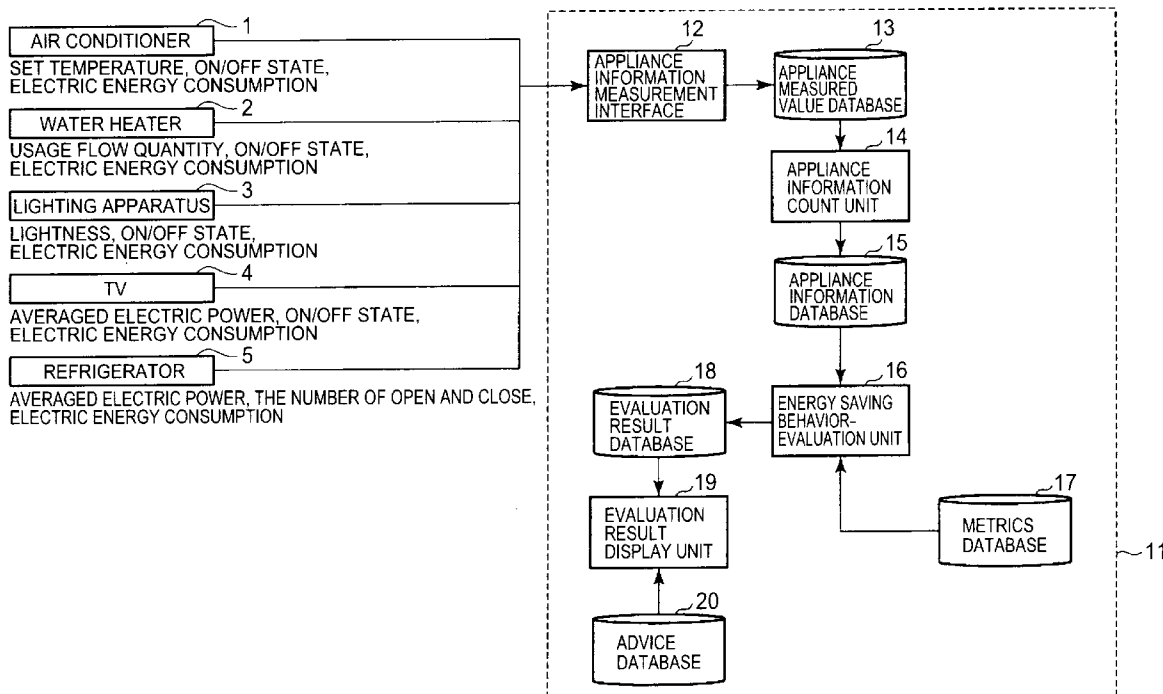 1
AIR CONDITIONER
SET TEMPERATURE, ON/OFF STATE,
ELECTRIC ENERGY CONSUMPTION
2
WATER HEATER
USAGE FLOW QUANTITY, ON/OFF STATE,
ELECTRIC ENERGY CONSUMPTION
3
LIGHTING APPARATUS
LIGHTNESS, ON/OFF STATE,
ELECTRIC ENERGY CONSUMPTION
4
TV
AVERAGED ELECTRIC POWER, ON/OFF STATE,
ELECTRIC ENERGY CONSUMPTION
5
REFRIGERATOR
AVERAGED ELECTRIC POWER, THE NUMBER OF OPEN AND CLOSE,
ELECTRIC ENERGY CONSUMPTION
12
APPLIANCE
INFORMATION
MEASUREMENT
INTERFACE
13
APPLIANCE
MEASURED
VALUE DATABASE
14
APPLIANCE
INFORMATION
COUNT UNIT
15
APPLIANCE
INFORMATION
DATABASE
16
ENERGY SAVING
BEHAVIOR-
EVALUATION UNIT
17
METRICS
DATABASE
18
EVALUATION
RESULT
DATABASE
19
EVALUATION
RESULT
DISPLAY UNIT
20
ADVICE
DATABASE
11